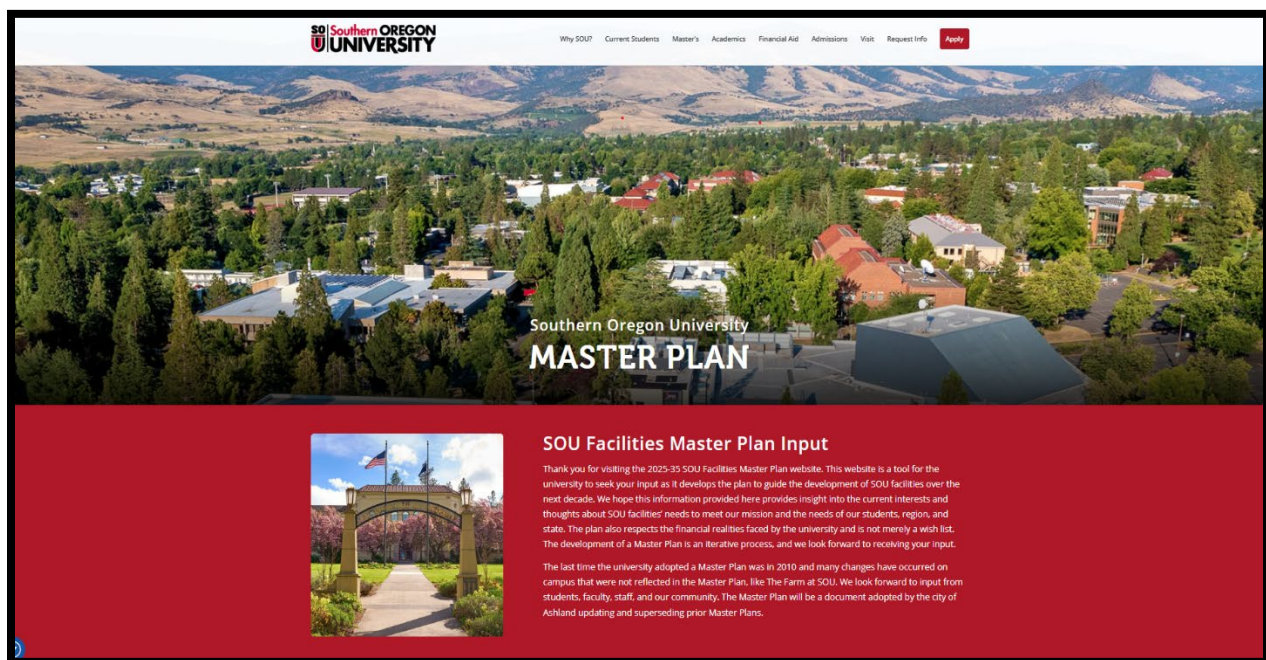 SO Southern OREGON
U UNIVERSITY
Why SOU? Current Students Master's Academics Financial Aid Admissions Visit Request Info Apply
Southern Oregon University
MASTER PLAN
SOU Facilities Master Plan Input
Thank you for visiting the 2025-35 SOU Facilities Master Plan website. This website is a tool for the
university to seek your input as it develops the plan to guide the development of SOU facilities over the
next decade. We hope this information provided here provides insight into the current interests and
thoughts about SOU facilities' needs to meet our mission and the needs of our students, region, and
state. The plan also respects the financial realities faced by the university and is not merely a wish list.
The development of a Master Plan is an iterative process, and we look forward to receiving your input.
The last time the university adopted a Master Plan was in 2010 and many changes have occurred on
campus that were not reflected in the Master Plan, like The Farm at SOU. We look forward to input from
students, faculty, staff, and our community. The Master Plan will be a document adopted by the city of
Ashland updating and superseding prior Master Plans.